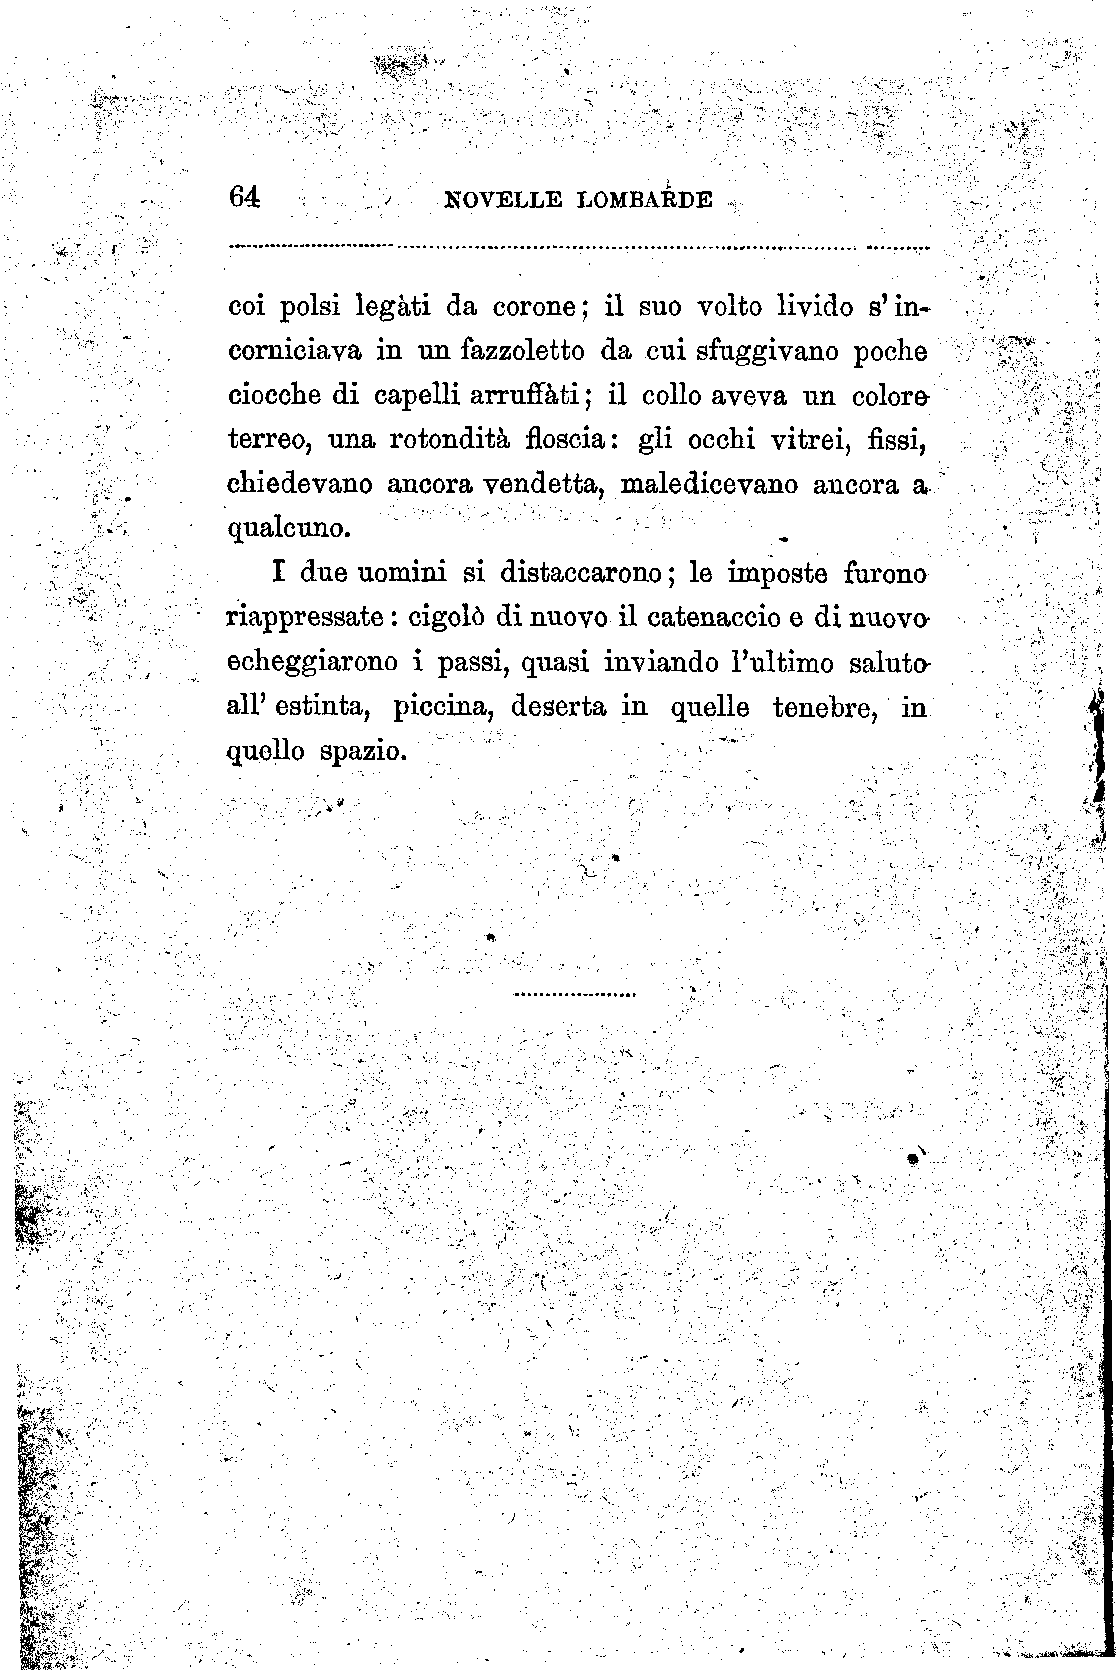 64 NOVELLE LOMBARDE
coi polsi legàti da corone; il suo volto livido s' in-
corniciava in un fazzoletto da cui sfuggivano poche
ciocche di capelli arruffàti; il collo aveva un colore
terreo, una rotondità floscia: gli occhi vitrei, fissi,
chiedevano ancora vendetta, maledicevano ancora a
qualcuno.
I due uomini si distaccarono; le imposte furono
riappressate: cigolò di nuovo il catenaccio e di nuovo
echeggiarono i passi, quasi inviando l'ultimo saluto
all' estinta, piccina, deserta in quelle tenebre, in
quello spazio.